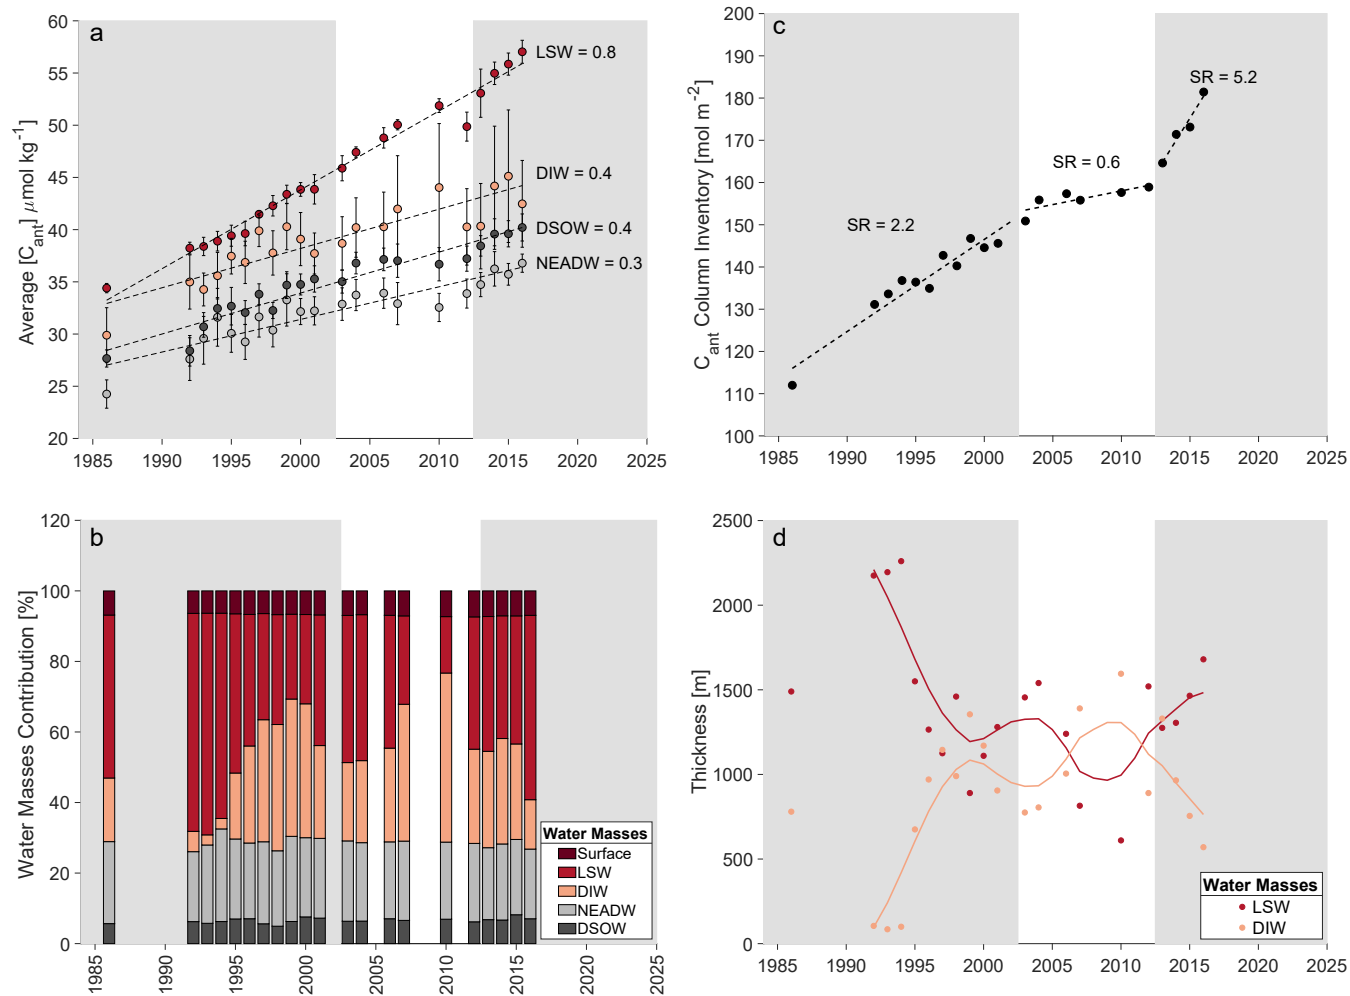 a
60
55
50
45
40
35
30
25
20
Average [C_ant] μmol kg⁻¹
LSW = 0.8
DIW = 0.4
DSOW = 0.4
NEADW = 0.3
1985 1990 1995 2000 2005 2010 2015 2020 2025
c
200
190
180
170
160
150
140
130
120
110
100
C_ant Column Inventory [mol m⁻²]
SR = 2.2
SR = 0.6
SR = 5.2
1985 1990 1995 2000 2005 2010 2015 2020 2025
b
120
100
80
60
40
20
0
Water Masses Contribution [%]
Water Masses
Surface
LSW
DIW
NEADW
DSOW
1985 1990 1995 2000 2005 2010 2015 2020 2025
d
2500
2000
1500
1000
500
0
Thickness [m]
Water Masses
LSW
DIW
1985 1990 1995 2000 2005 2010 2015 2020 2025